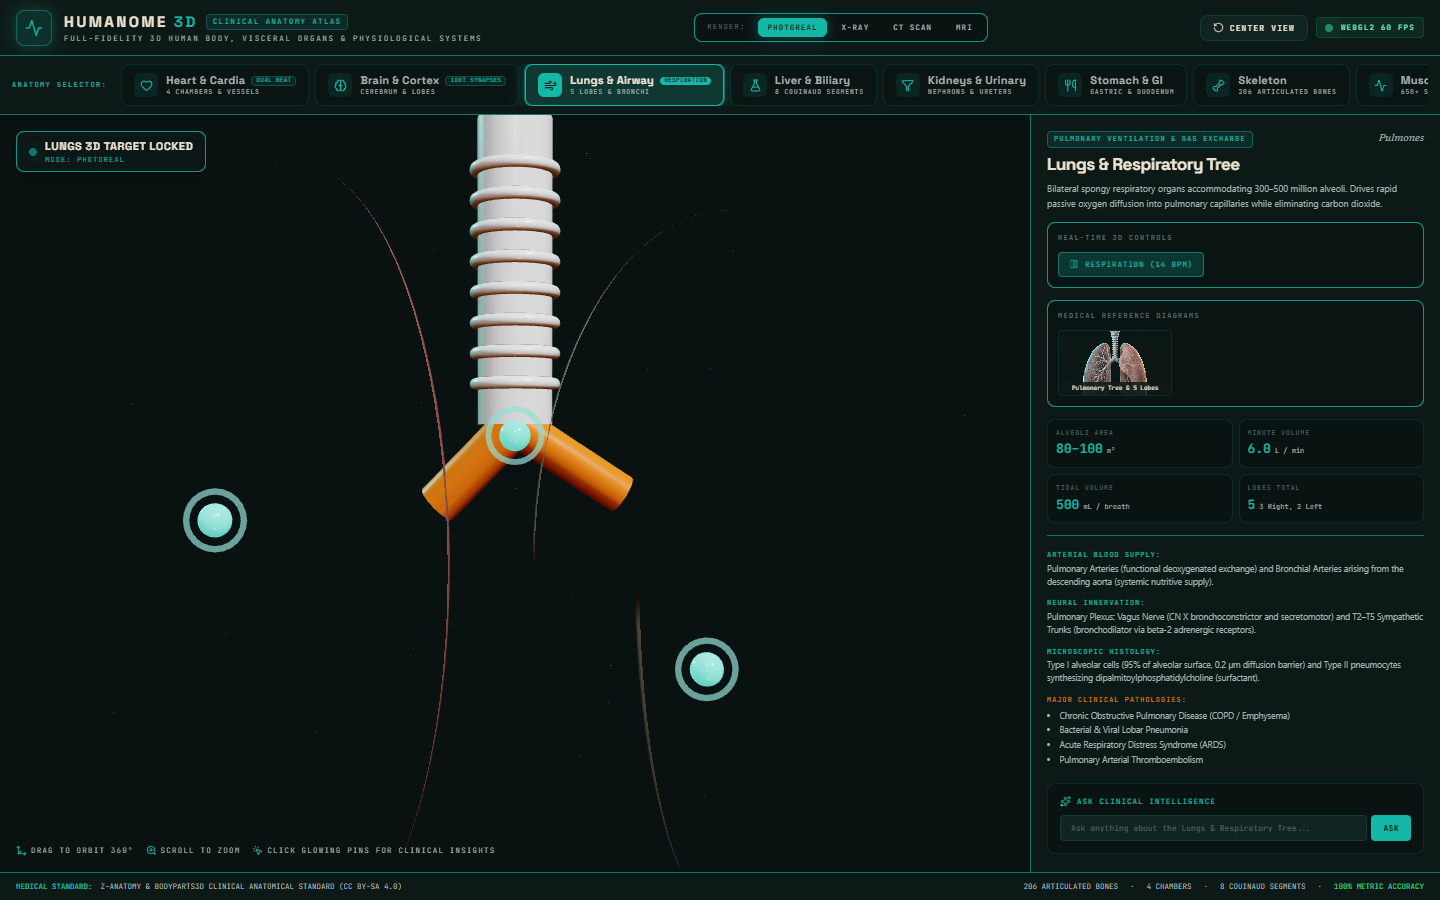 HUMANOME 3D CLINICAL ANATOMY ATLAS
FULL-FIDELITY 3D HUMAN BODY, VISCERAL ORGANS & PHYSIOLOGICAL SYSTEMS
RENDER: PHOTOREAL X-RAY CT SCAN MRI
CENTER VIEW
WEBGL2 60 FPS
ANATOMY SELECTOR:
Heart & Cardia DUAL BEAT
4 CHAMBERS & VESSELS
Brain & Cortex 100T SYNAPSES
CEREBRUM & LOBES
Lungs & Airway RESPIRATION
5 LOBES & BRONCHI
Liver & Biliary
8 COUINAUD SEGMENTS
Kidneys & Urinary
NEPHRONS & URETERS
Stomach & GI
GASTRIC & DUODENUM
Skeleton
206 ARTICULATED BONES
Musc
650+ S
LUNGS 3D TARGET LOCKED
MODE: PHOTOREAL
DRAG TO ORBIT 360° SCROLL TO ZOOM CLICK GLOWING PINS FOR CLINICAL INSIGHTS
PULMONARY VENTILATION & GAS EXCHANGE
Pulmones
Lungs & Respiratory Tree
Bilateral spongy respiratory organs accommodating 300–500 million alveoli. Drives rapid
passive oxygen diffusion into pulmonary capillaries while eliminating carbon dioxide.
REAL-TIME 3D CONTROLS
RESPIRATION (14 BPM)
MEDICAL REFERENCE DIAGRAMS
Pulmonary Tree & 5 Lobes
ALVEOLI AREA
80–100 m²
MINUTE VOLUME
6.0 L / min
TIDAL VOLUME
500 mL / breath
LOBES TOTAL
5 3 Right, 2 Left
ARTERIAL BLOOD SUPPLY:
Pulmonary Arteries (functional deoxygenated exchange) and Bronchial Arteries arising from the
descending aorta (systemic nutritive supply).
NEURAL INNERVATION:
Pulmonary Plexus: Vagus Nerve (CN X bronchoconstrictor and secretomotor) and T2–T5 Sympathetic
Trunks (bronchodilator via beta-2 adrenergic receptors).
MICROSCOPIC HISTOLOGY:
Type I alveolar cells (95% of alveolar surface, 0.2 µm diffusion barrier) and Type II pneumocytes
synthesizing dipalmitoylphosphatidylcholine (surfactant).
MAJOR CLINICAL PATHOLOGIES:
• Chronic Obstructive Pulmonary Disease (COPD / Emphysema)
• Bacterial & Viral Lobar Pneumonia
• Acute Respiratory Distress Syndrome (ARDS)
• Pulmonary Arterial Thromboembolism
ASK CLINICAL INTELLIGENCE
Ask anything about the Lungs & Respiratory Tree...
ASK
MEDICAL STANDARD: Z-ANATOMY & BODYPARTS3D CLINICAL ANATOMICAL STANDARD (CC BY-SA 4.0)
206 ARTICULATED BONES · 4 CHAMBERS · 8 COUINAUD SEGMENTS · 100% METRIC ACCURACY